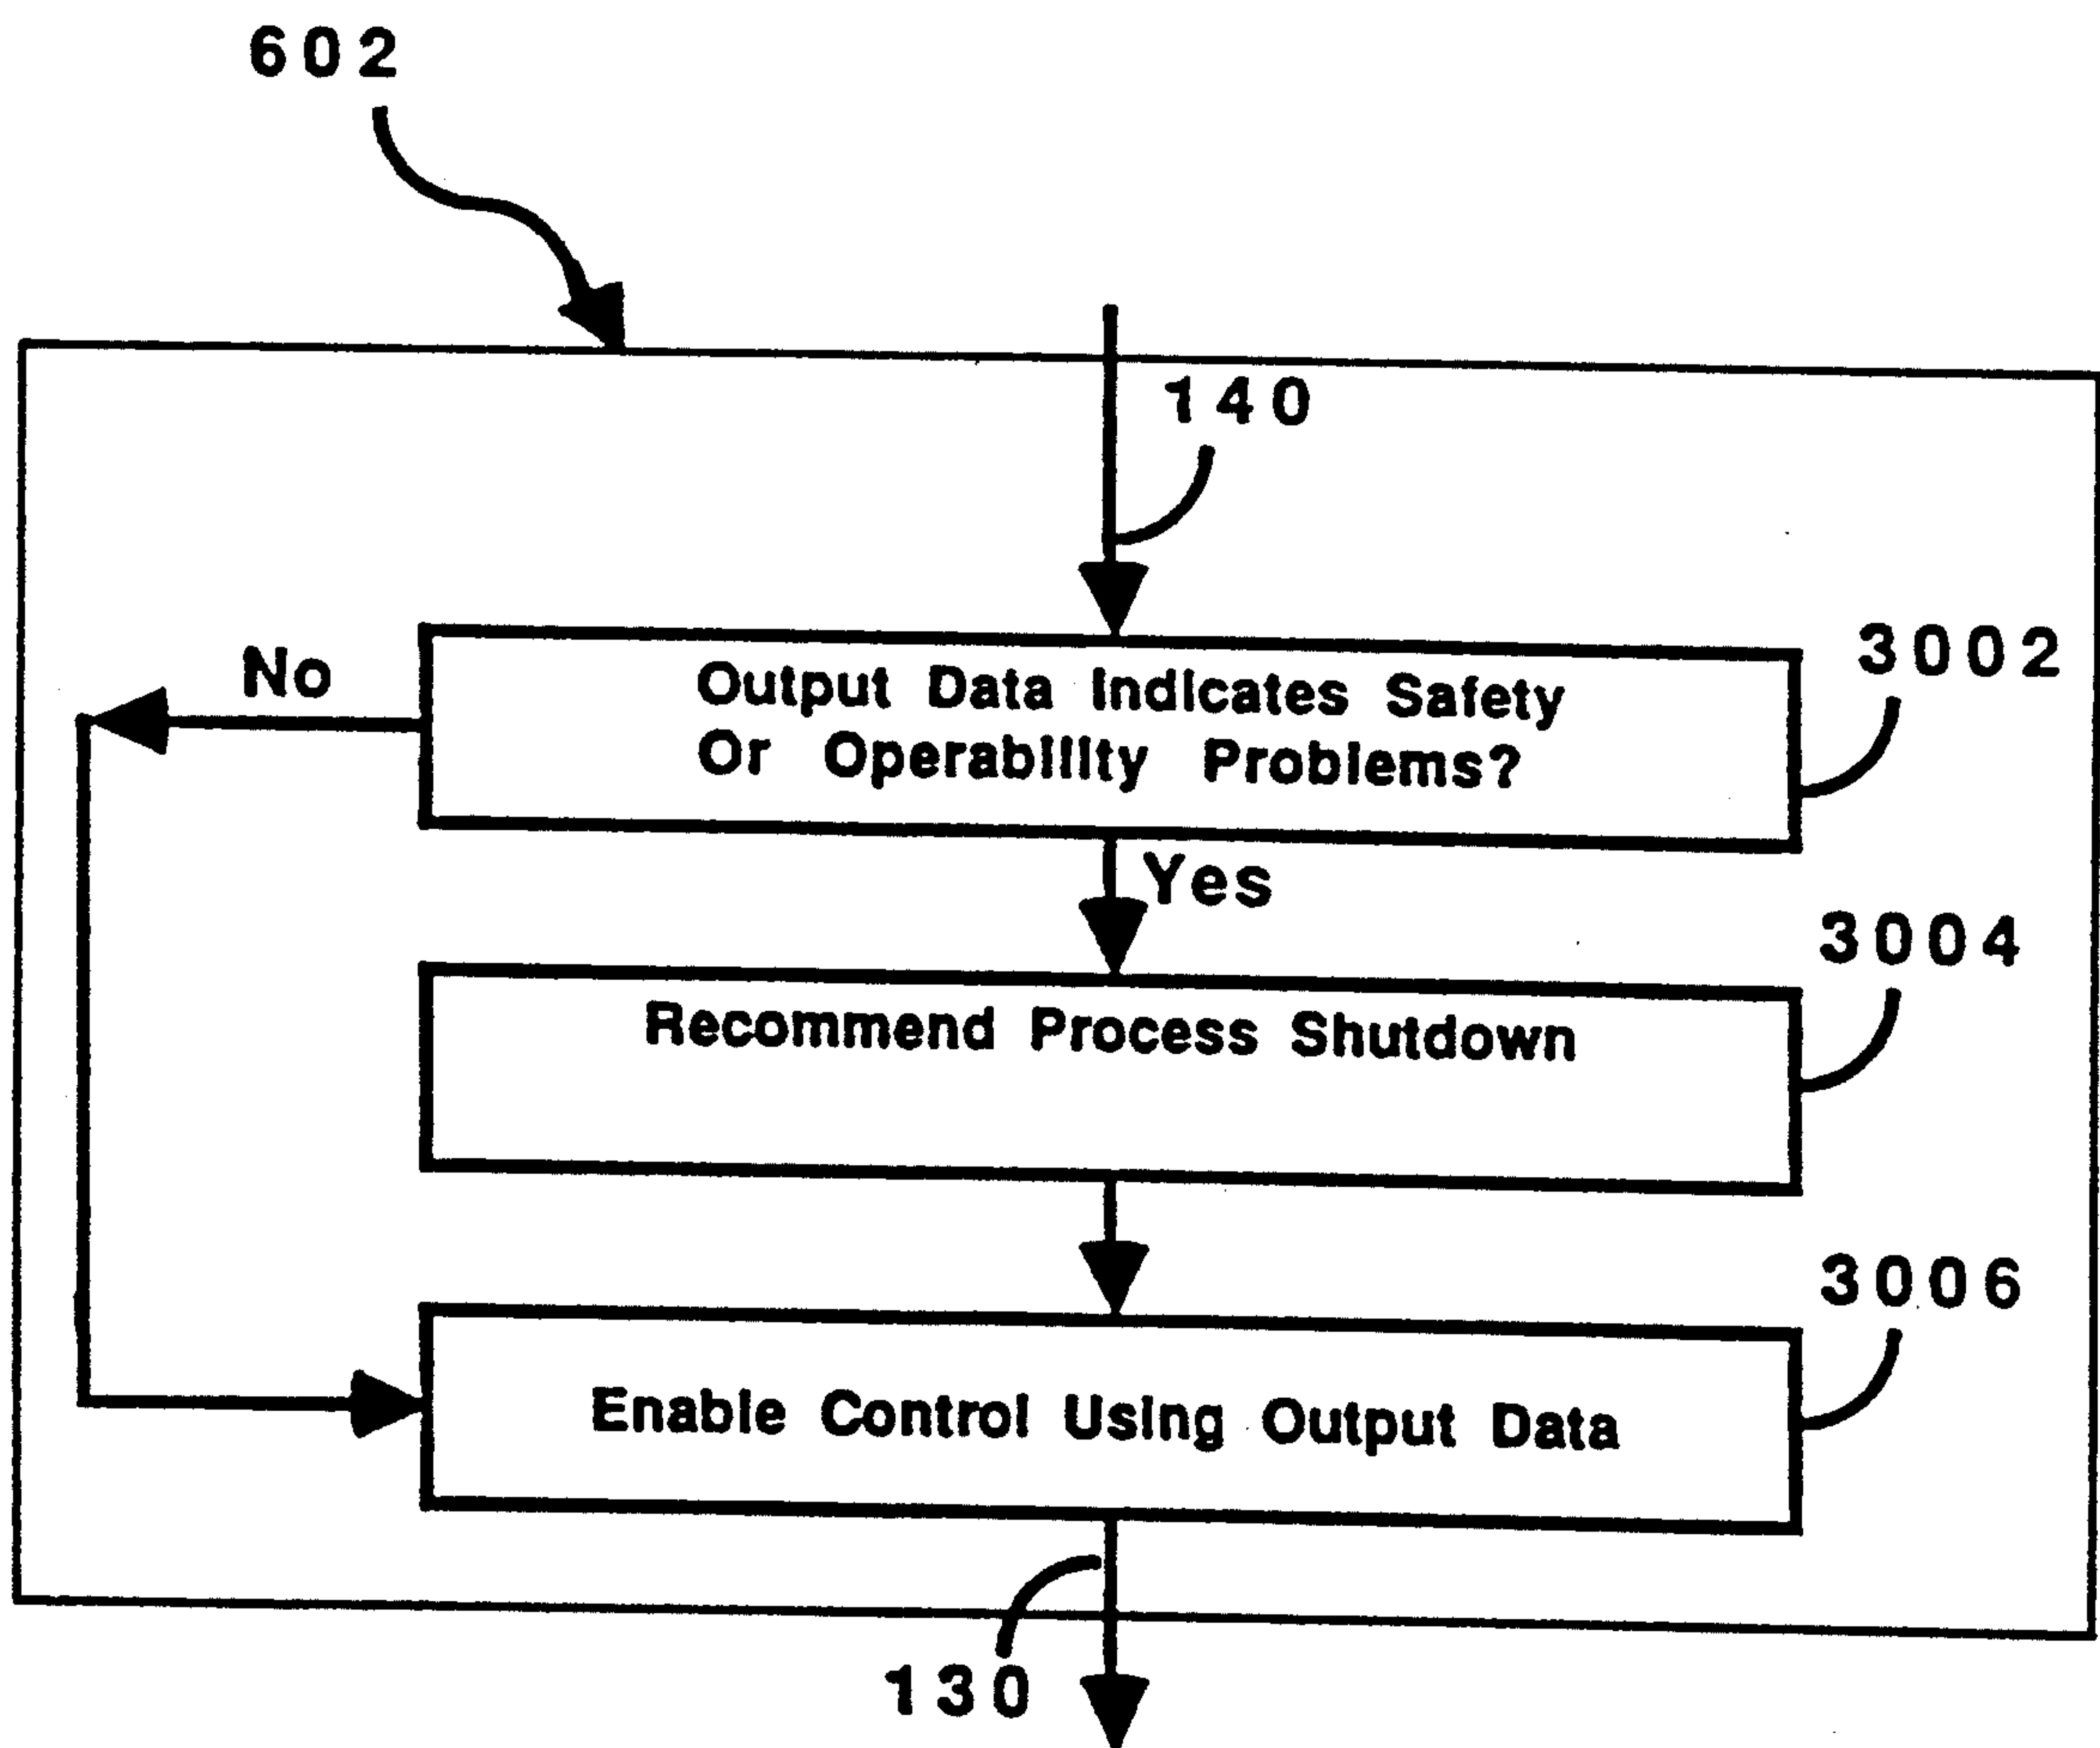 602
140
3002
No
Output Data Indicates Safety
Or Operability Problems?
Yes
3004
Recommend Process Shutdown
3006
Enable Control Using Output Data
130